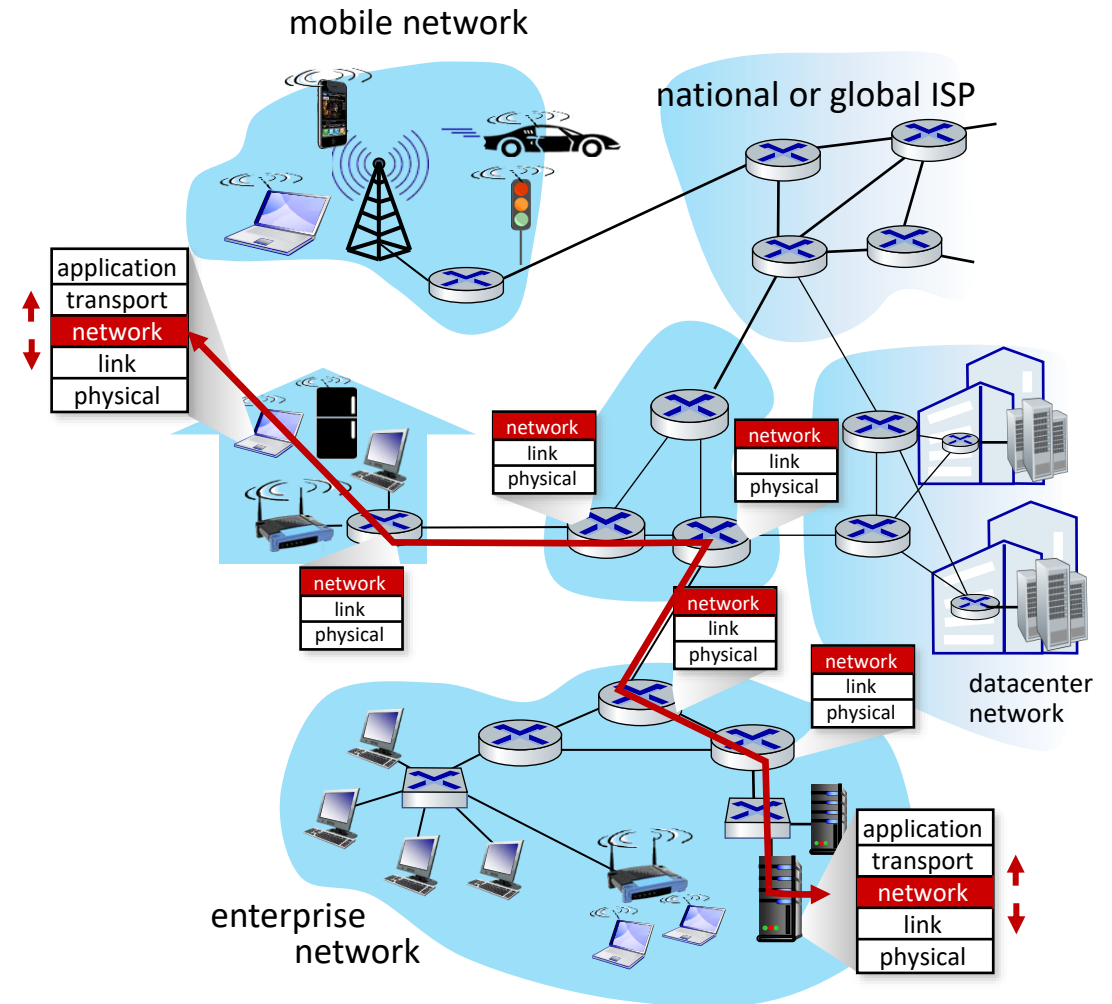 mobile network
national or global ISP
application
transport
network
link
physical
network
link
physical
network
link
physical
network
link
physical
network
link
physical
network
link
physical
datacenter
network
application
transport
network
link
physical
enterprise
network